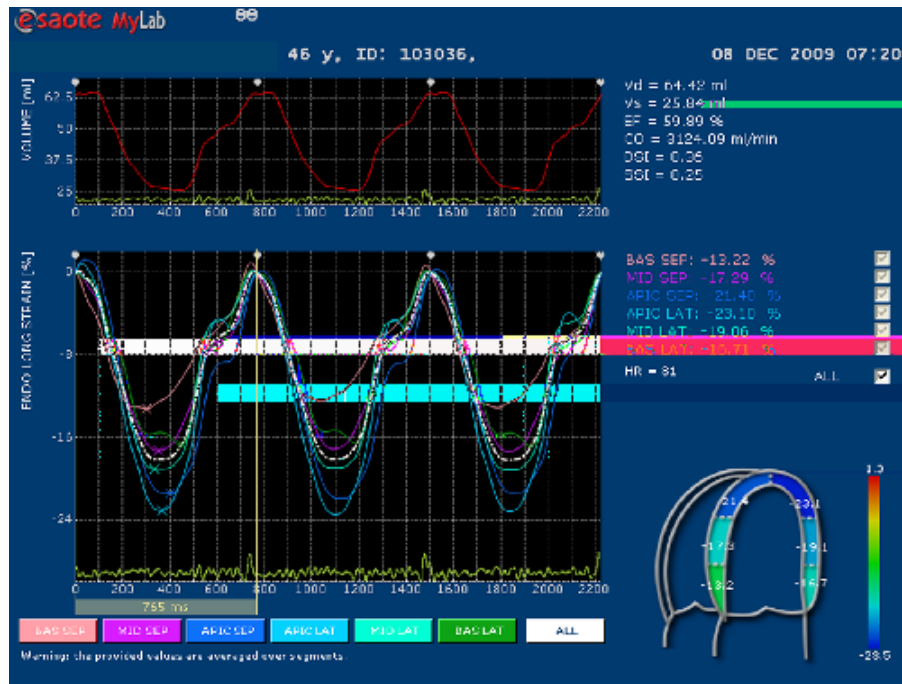 esaote MyLab
46 y, ID: 103036,
08 DEC 2009 07:20
VOLUME [ml]
62.5
50
37.5
25
0 200 400 600 800 1000 1200 1400 1600 1800 2000 2200
Vd = 64.42 ml
Vs = 25.84 ml
EF = 59.89 %
CO = 3124.09 ml/min
DSI = 0.36
SSI = 0.25
ENDO LONG STRAIN [%]
0
-8
-16
-24
0 200 400 600 800 1000 1200 1400 1600 1800 2000 2200
765 ms
BAS SEP: -13.22 %
MID SEP: -17.29 %
APIC SEP: -21.40 %
APIC LAT: -23.10 %
MID LAT: -19.06 %
BAS LAT: %
HR = 81
ALL
1.0
-21.4
-23.1
-17.3
-19.1
-13.2
BAS SEP MID SEP APIC SEP APIC LAT MID LAT BAS LAT ALL
Warning: the provided values are averaged over segments.